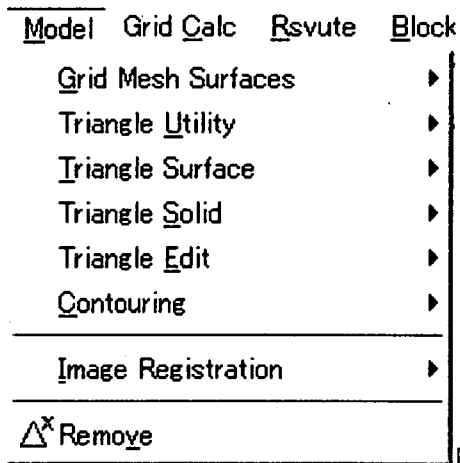 Model Grid Calc Rsvute Block
Grid Mesh Surfaces
Triangle Utility
Triangle Surface
Triangle Solid
Triangle Edit
Contouring
Image Registration
Remove